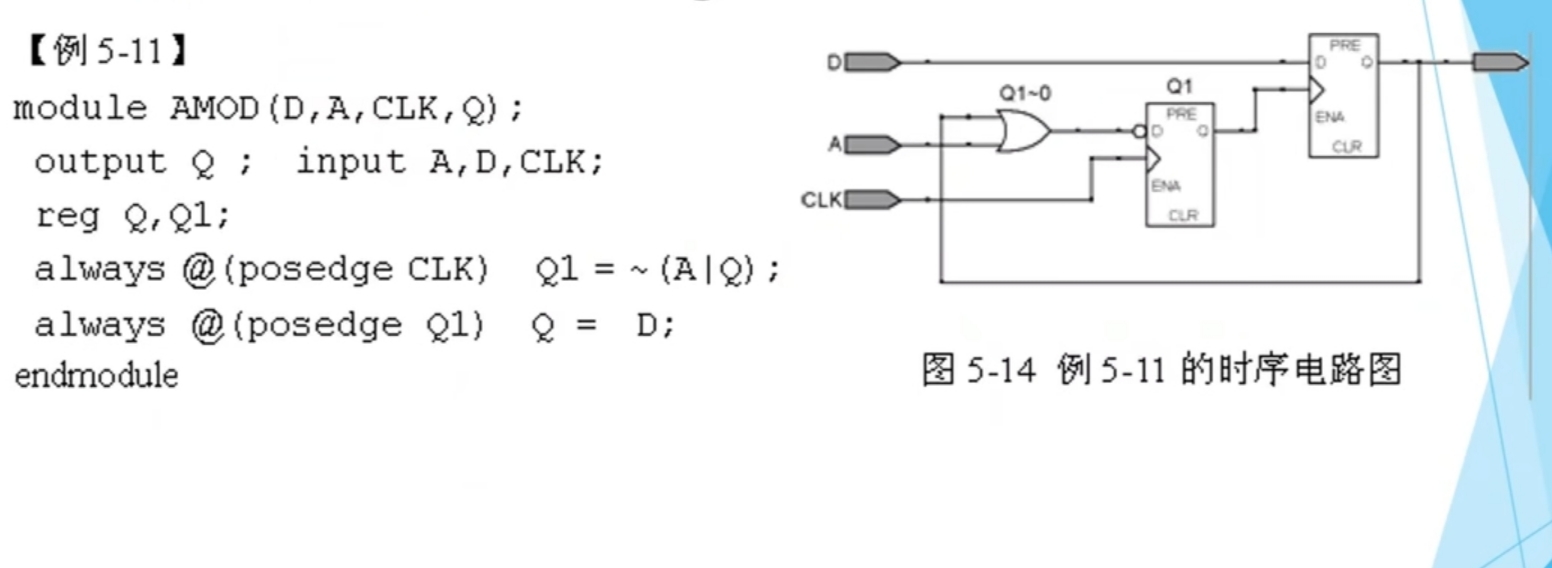 【例 5-11】
module AMOD(D,A,CLK,Q);
output Q ; input A,D,CLK;
reg Q,Q1;
always @(posedge CLK) Q1 = ~(A|Q);
always @(posedge Q1) Q = D;
endmodule
D
A
CLK
Q1~0
Q1
PRE
D Q
ENA
CLR
PRE
D Q
ENA
CLR
图 5-14 例 5-11 的时序电路图